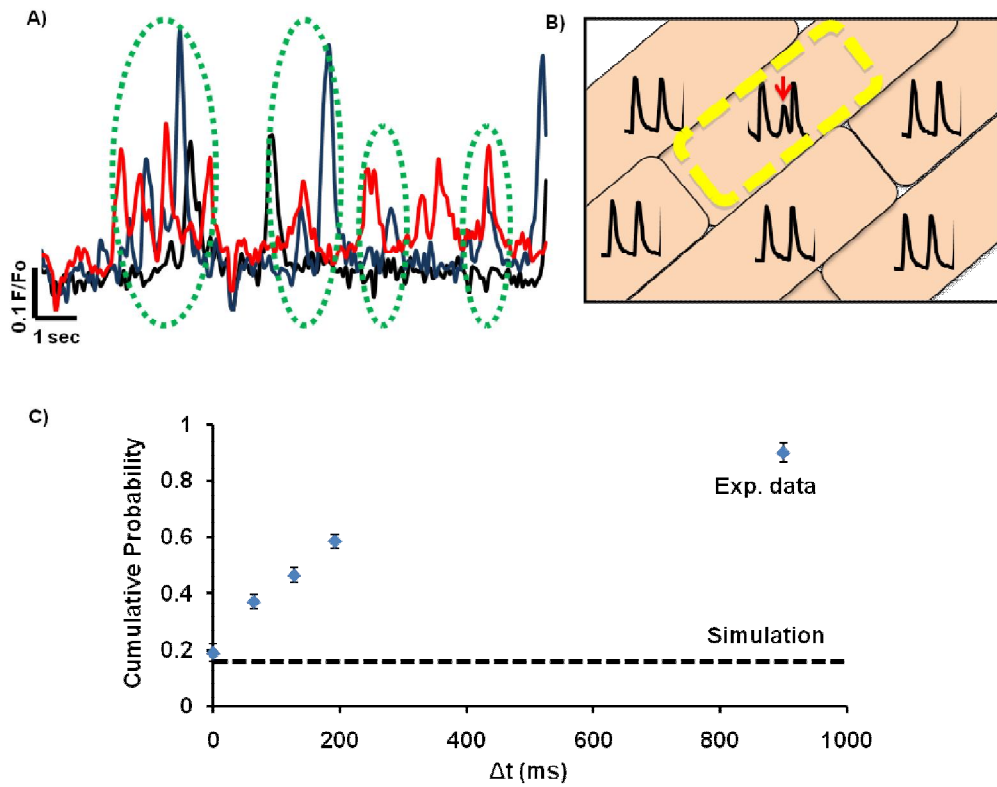 A)
0.1 F/Fo
1 sec
B)
C)
Cumulative Probability
1
0.8
0.6
0.4
0.2
0
Exp. data
Simulation
0 200 400 600 800 1000
Δt (ms)